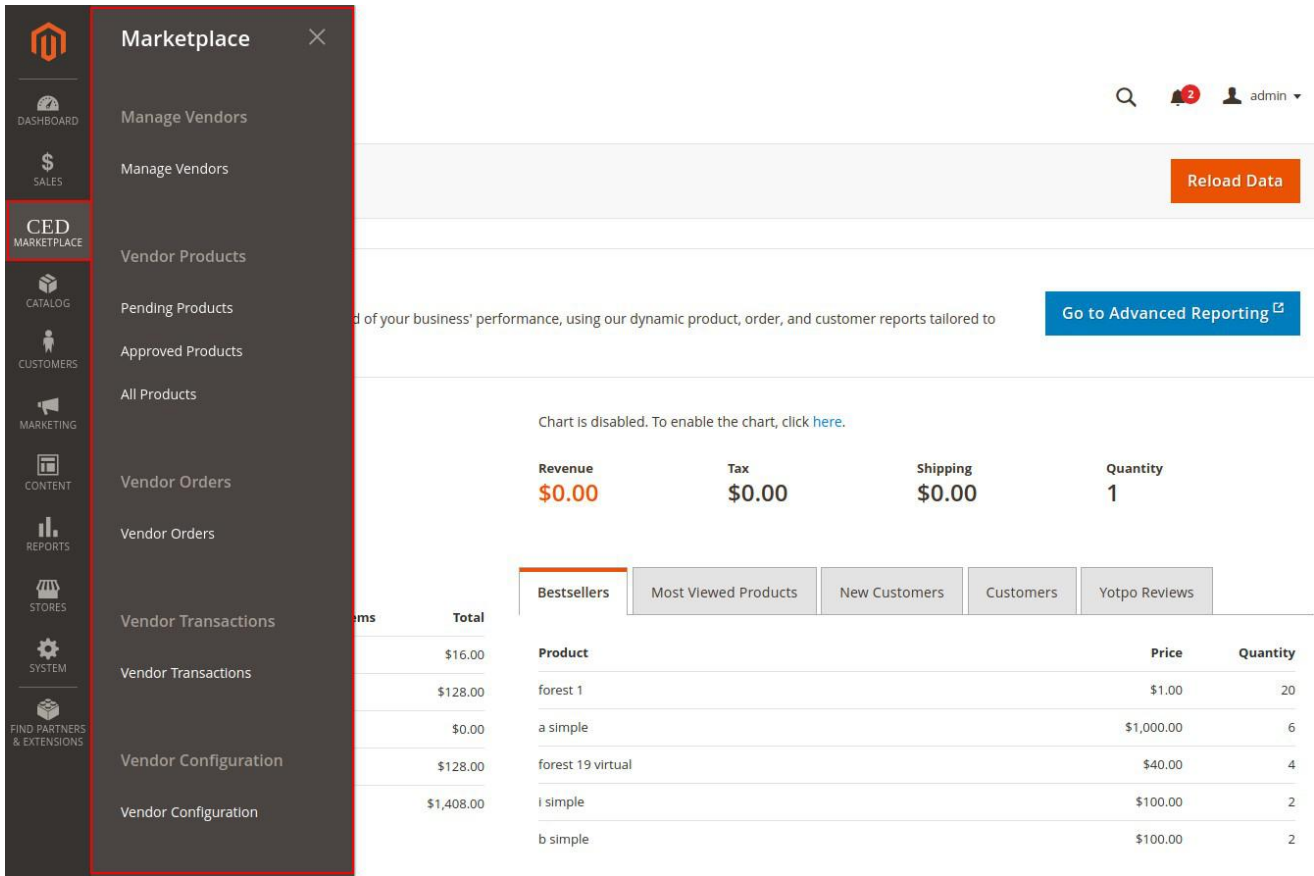 DASHBOARD
$
SALES
CED
MARKETPLACE
CATALOG
CUSTOMERS
MARKETING
CONTENT
REPORTS
STORES
SYSTEM
FIND PARTNERS
& EXTENSIONS
Marketplace
Manage Vendors
Manage Vendors
Vendor Products
Pending Products
Approved Products
All Products
Vendor Orders
Vendor Orders
Vendor Transactions
Vendor Transactions
Vendor Configuration
Vendor Configuration
2
admin
Reload Data
d of your business' performance, using our dynamic product, order, and customer reports tailored to
Go to Advanced Reporting
Chart is disabled. To enable the chart, click here.
Revenue Tax Shipping Quantity
$0.00 $0.00 $0.00 1
ems Total
$16.00
$128.00
$0.00
$128.00
$1,408.00
Bestsellers Most Viewed Products New Customers Customers Yotpo Reviews
Product Price Quantity
forest 1 $1.00 20
a simple $1,000.00 6
forest 19 virtual $40.00 4
i simple $100.00 2
b simple $100.00 2